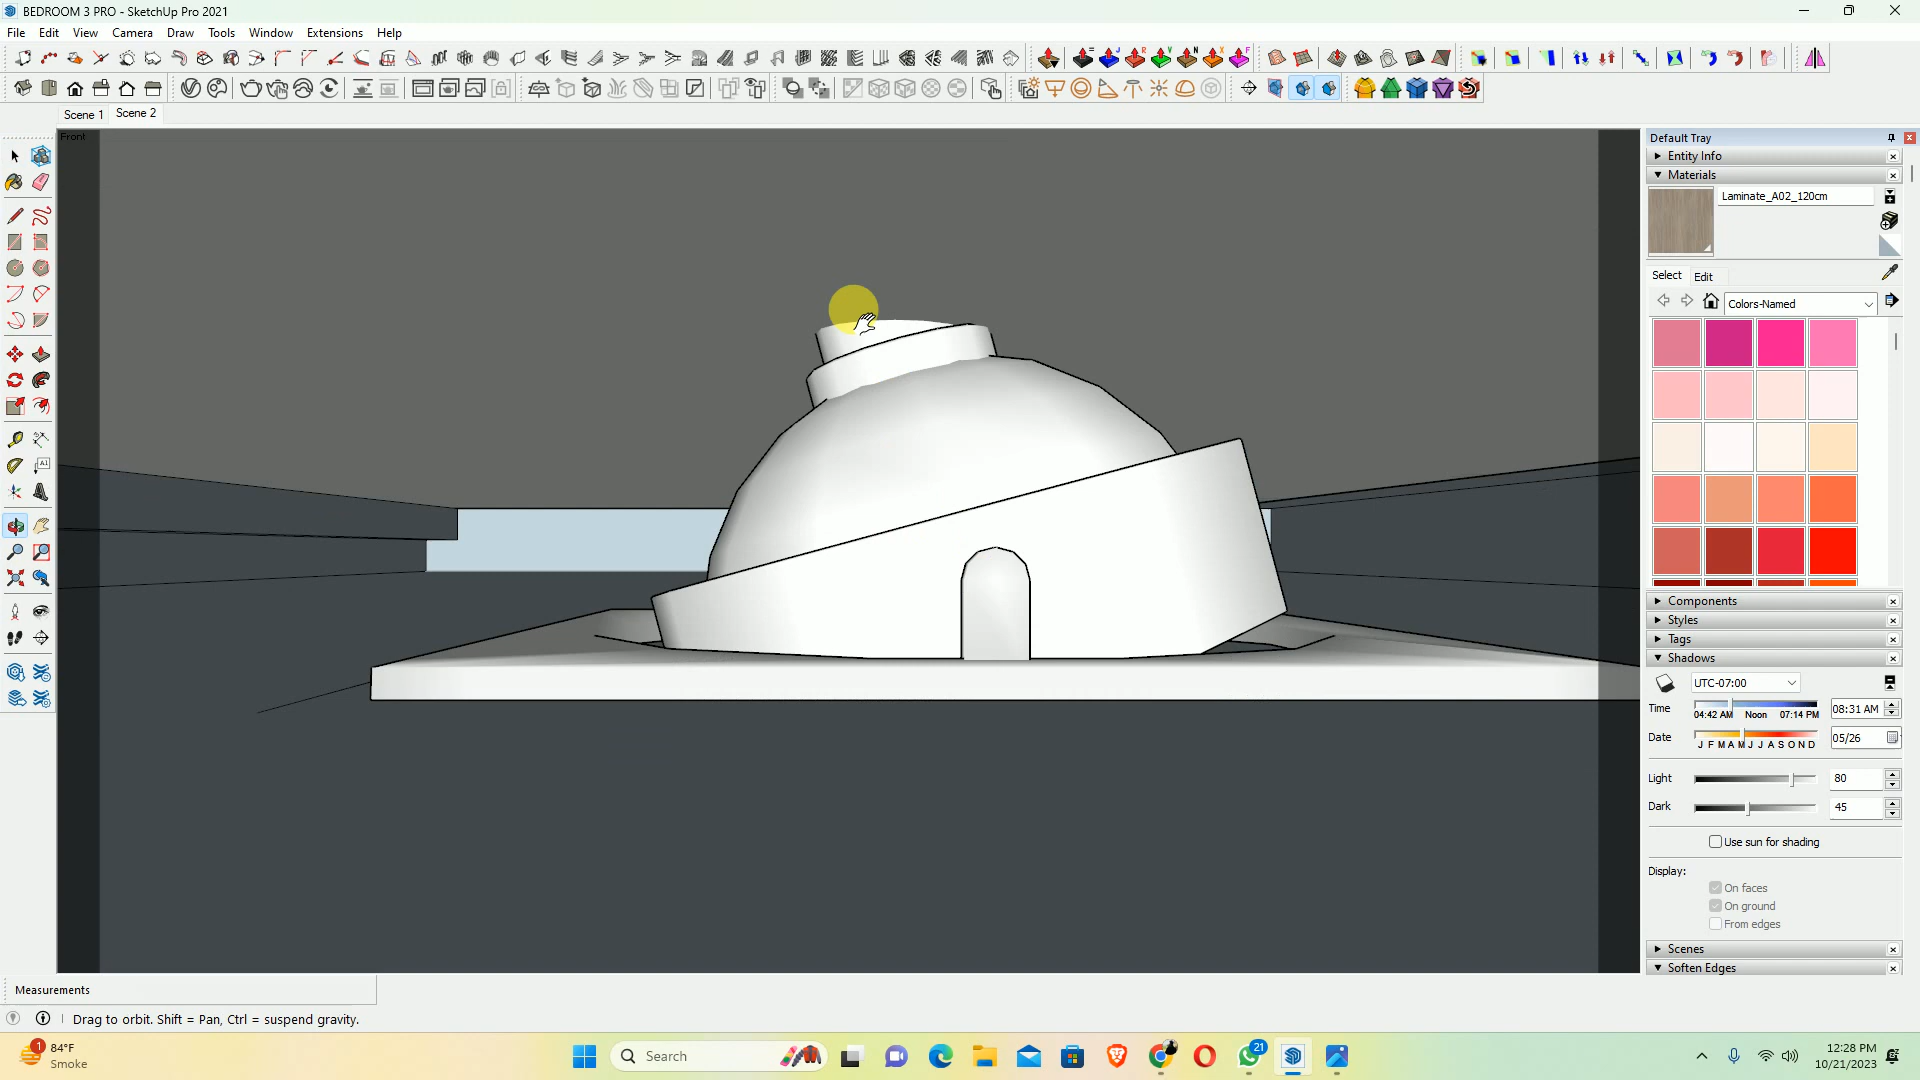 BEDROOM 3 PRO - SketchUp Pro 2021
File Edit View Camera Draw Tools Window Extensions Help
Scene 1 Scene 2
Front
Default Tray
Entity Info
Materials
Laminate_A02_120cm
Select Edit
Colors-Named
Components
Styles
Tags
Shadows
UTC-07:00
Time 04:42 AM Noon 07:14 PM 08:31 AM
Date J F M A M J J A S O N D 05/26
Light 80
Dark 45
Use sun for shading
Display:
On faces
On ground
From edges
Scenes
Soften Edges
Measurements
Drag to orbit. Shift = Pan, Ctrl = suspend gravity.
1 84°F
Smoke
Search
21
12:28 PM
10/21/2023